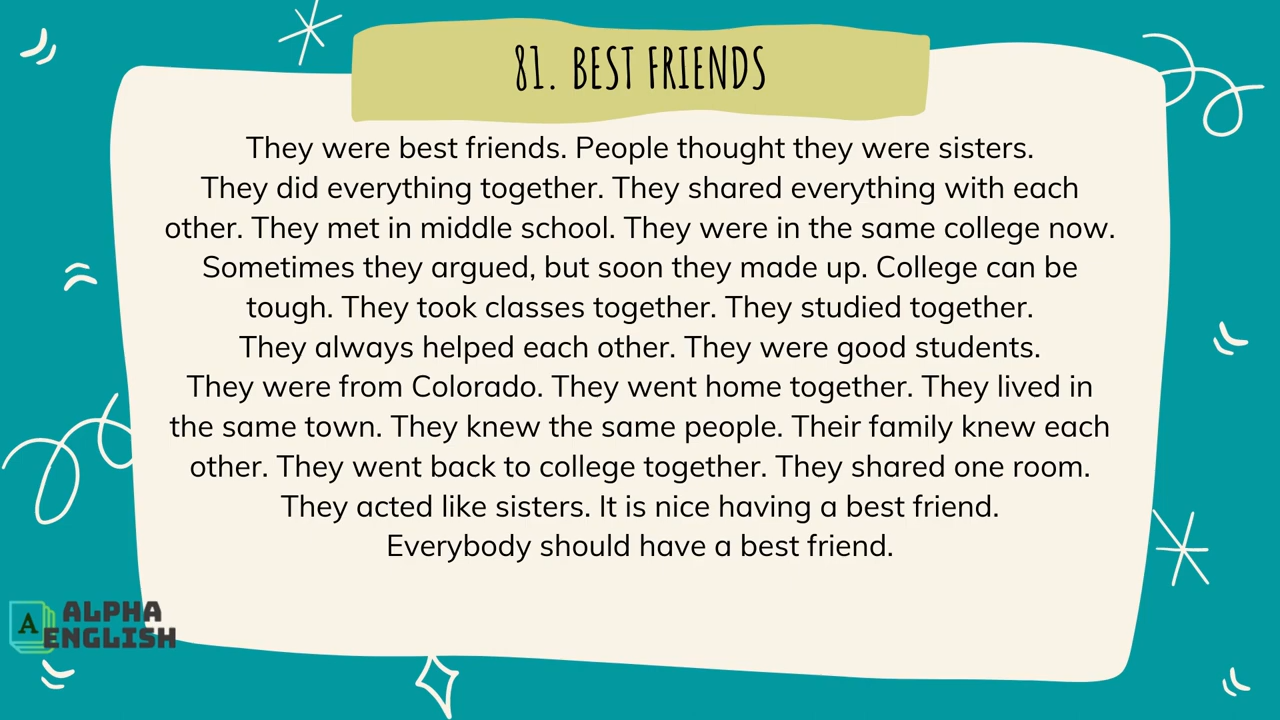 81. BEST FRIENDS
They were best friends. People thought they were sisters.
They did everything together. They shared everything with each
other. They met in middle school. They were in the same college now.
Sometimes they argued, but soon they made up. College can be
tough. They took classes together. They studied together.
They always helped each other. They were good students.
They were from Colorado. They went home together. They lived in
the same town. They knew the same people. Their family knew each
other. They went back to college together. They shared one room.
They acted like sisters. It is nice having a best friend.
Everybody should have a best friend.
A
ALPHA
ENGLISH